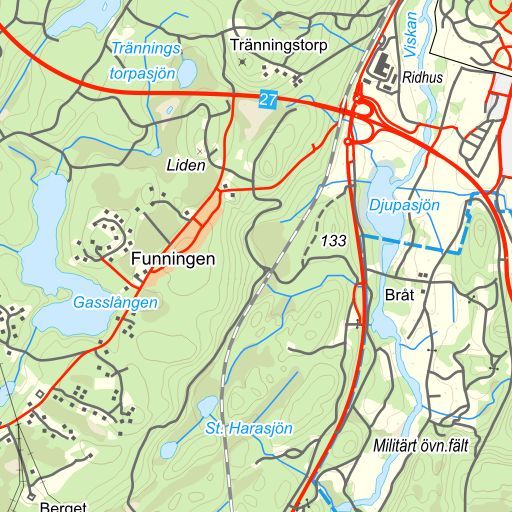 Viskan
Trännings
torpasjön
Tränningstorp
Ridhus
27
Liden
Djupasjön
133
Funningen
Gasslången
Bråt
St. Harasjön
Militärt övn.fält
Berget